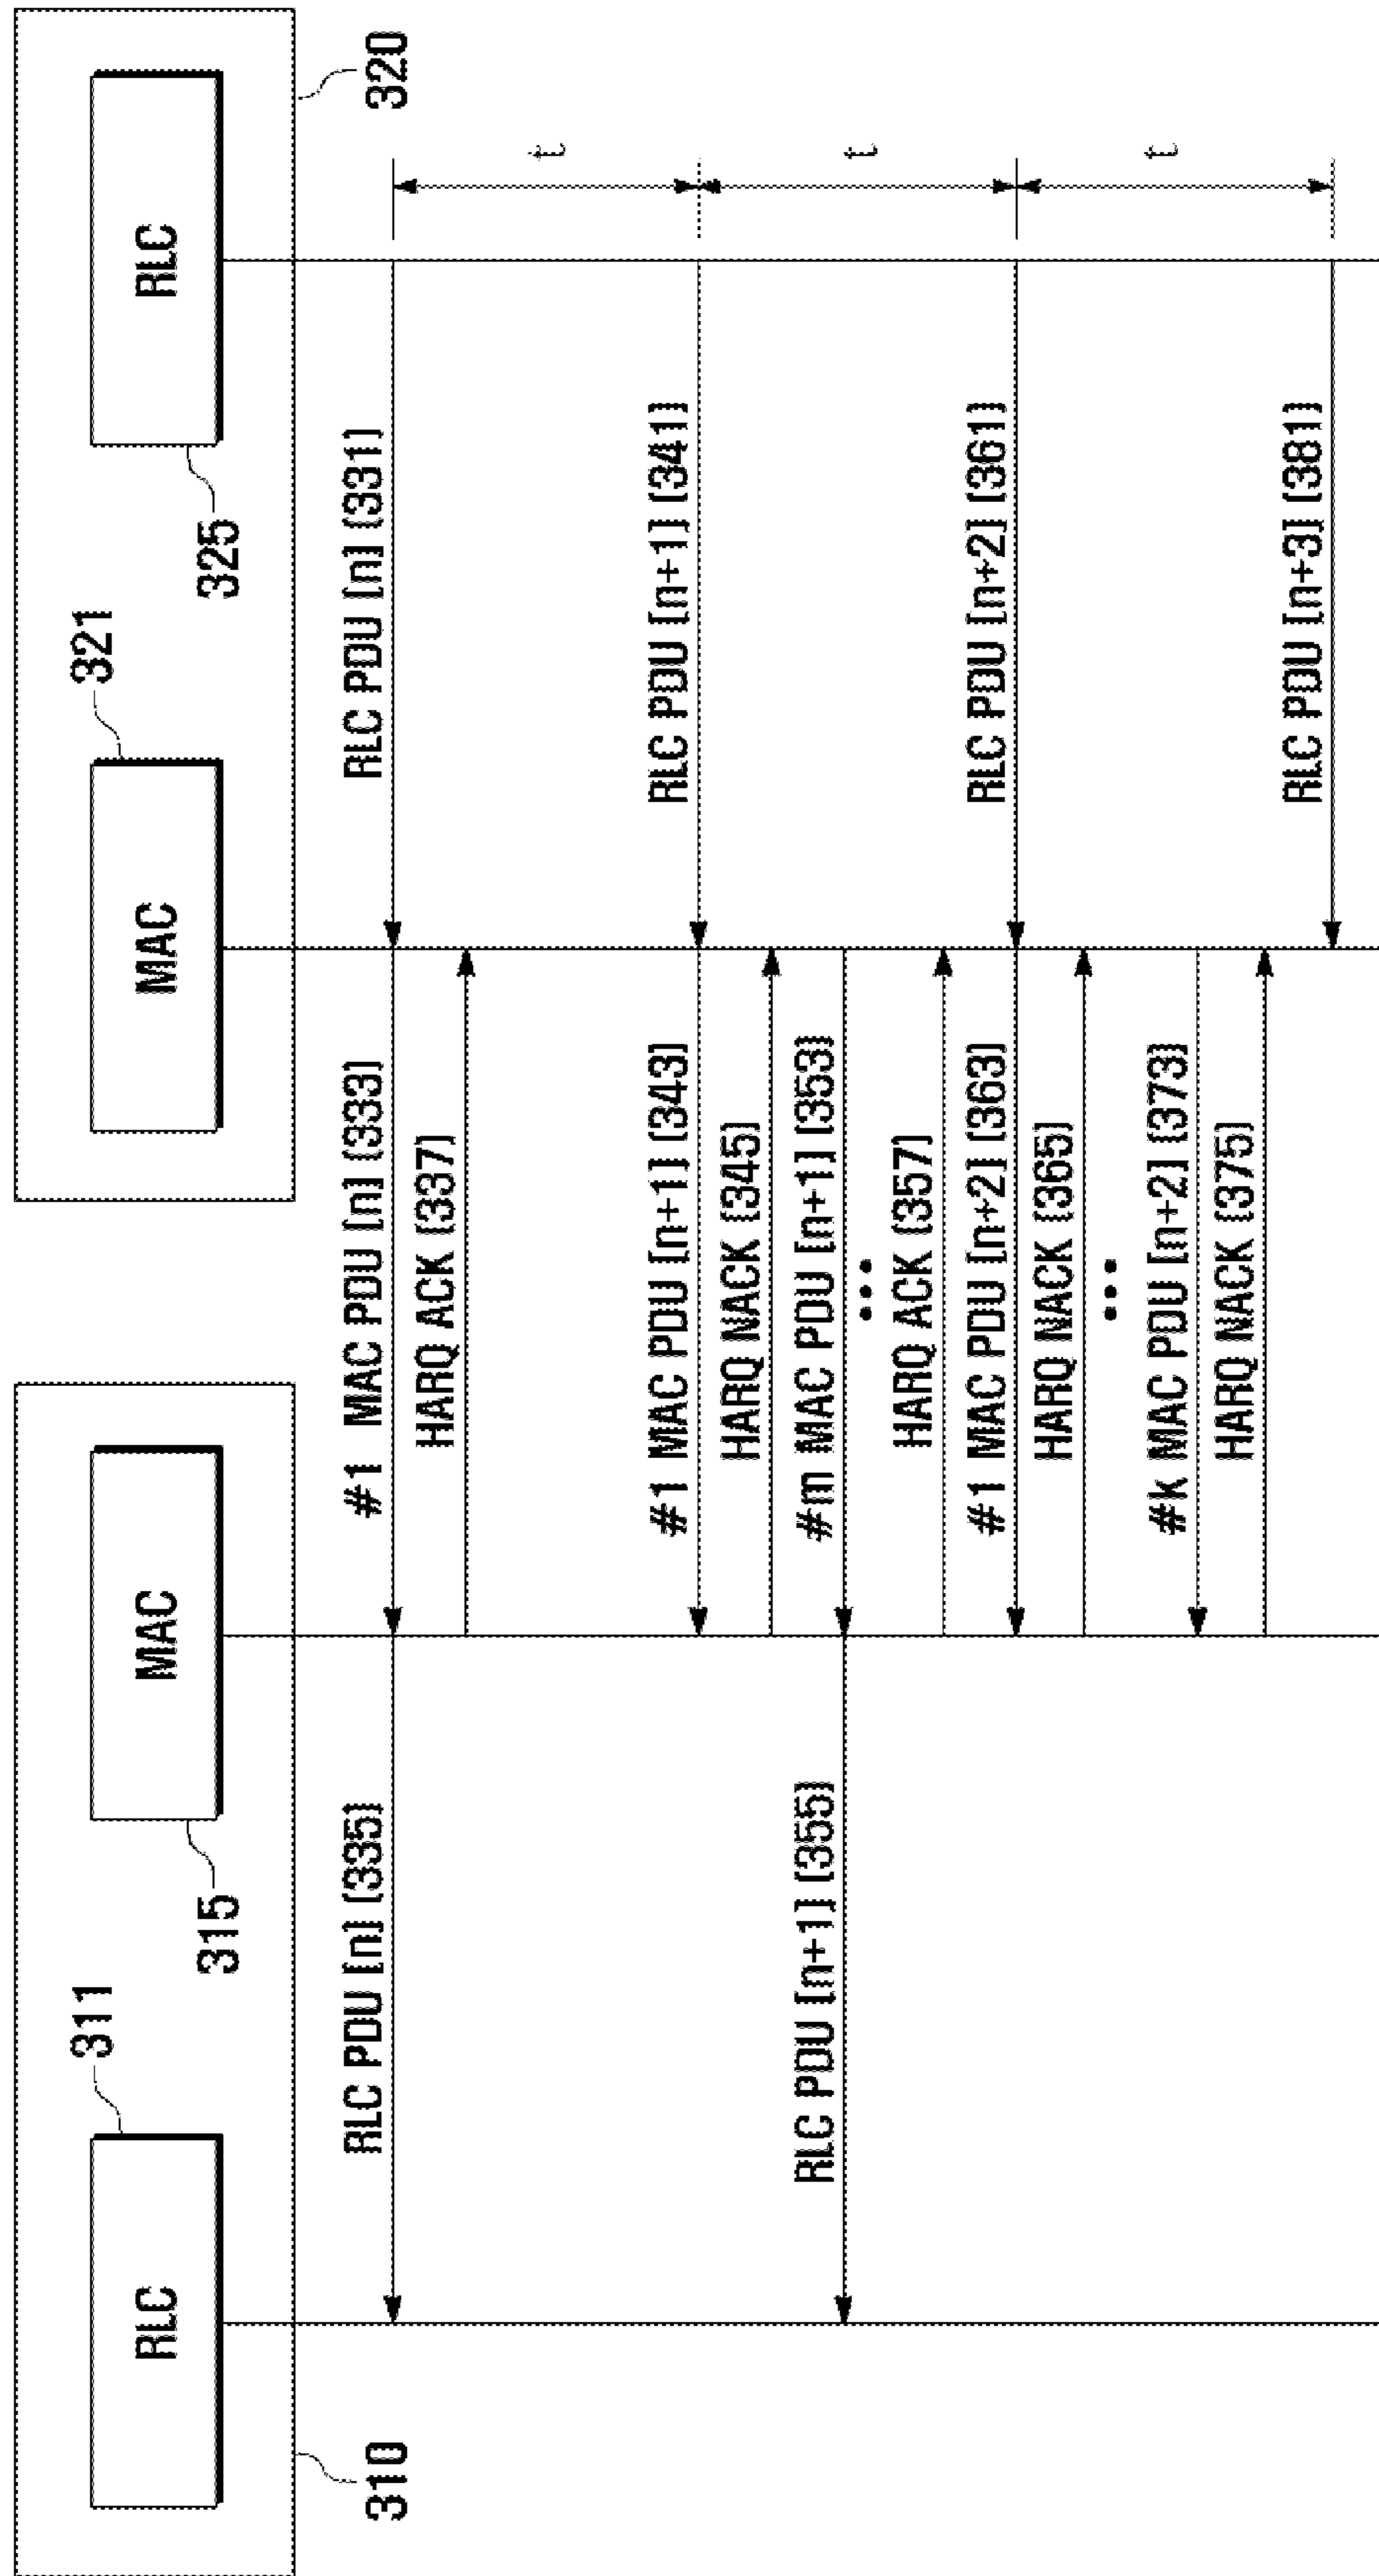 310
320
RLC
311
MAC
315
MAC
321
RLC
325
RLC PDU [n] (331)
#1 MAC PDU [n] (333)
RLC PDU [n] (335)
HARQ ACK (337)
t
RLC PDU [n+1] (341)
#1 MAC PDU [n+1] (343)
HARQ NACK (345)
#m MAC PDU [n+1] (353)
RLC PDU [n+1] (355)
•••
HARQ ACK (357)
t
RLC PDU [n+2] (361)
#1 MAC PDU [n+2] (363)
HARQ NACK (365)
•••
#k MAC PDU [n+2] (373)
HARQ NACK (375)
t
RLC PDU [n+3] (381)